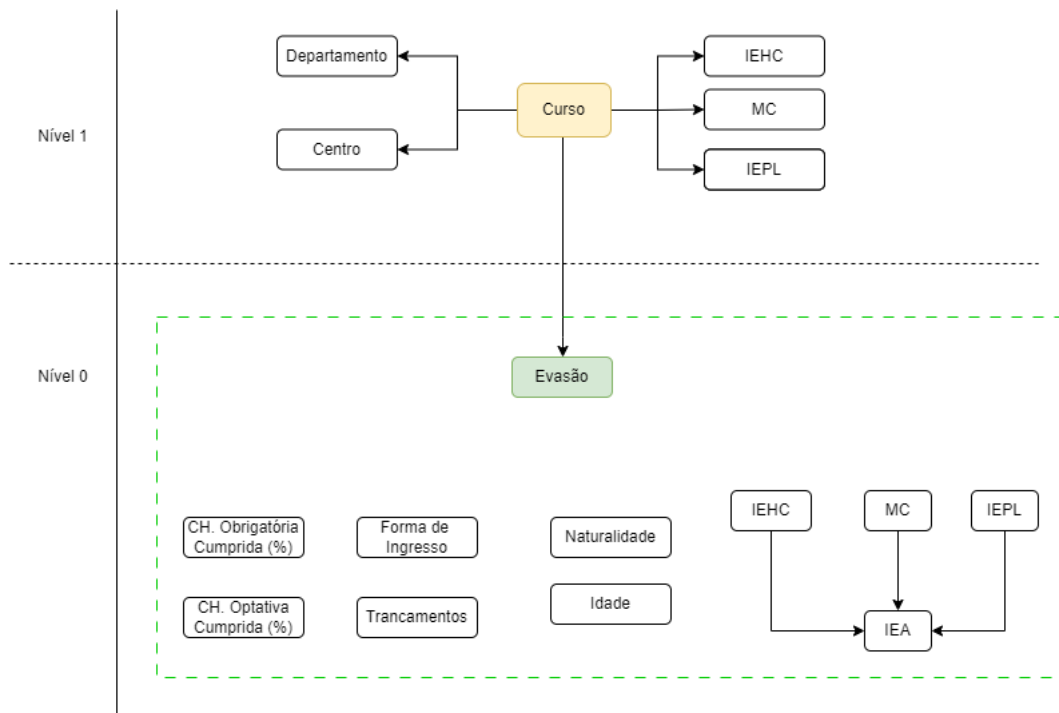 Departamento
IEHC
Curso
MC
Nível 1
Centro
IEPL
Nível 0
Evasão
CH. Obrigatória
Cumprida (%)
Forma de
Ingresso
Naturalidade
IEHC
MC
IEPL
CH. Optativa
Cumprida (%)
Trancamentos
Idade
IEA